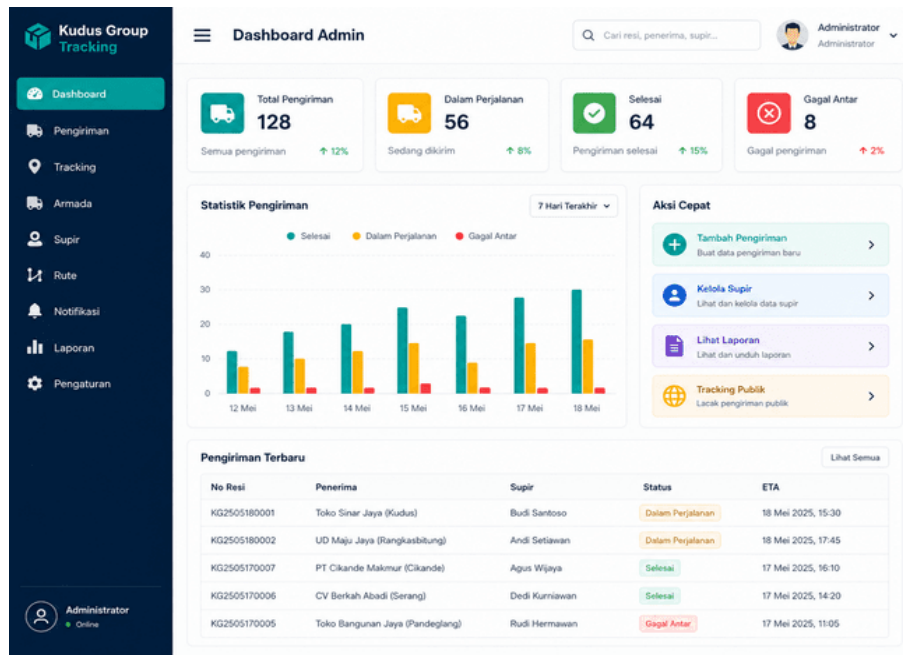 Kudus Group
Tracking
Dashboard Admin
Cari resi, penerima, supir...
Administrator
Administrator
Dashboard
Pengiriman
Tracking
Armada
Supir
Rute
Notifikasi
Laporan
Pengaturan
Administrator
Online
Total Pengiriman
128
Semua pengiriman ↑ 12%
Dalam Perjalanan
56
Sedang dikirim ↑ 8%
Selesai
64
Pengiriman selesai ↑ 15%
Gagal Antar
8
Gagal pengiriman ↑ 2%
Statistik Pengiriman
7 Hari Terakhir
Selesai Dalam Perjalanan Gagal Antar
40
30
20
10
0
12 Mei 13 Mei 14 Mei 15 Mei 16 Mei 17 Mei 18 Mei
Aksi Cepat
Tambah Pengiriman
Buat data pengiriman baru
Kelola Supir
Lihat dan kelola data supir
Lihat Laporan
Lihat dan unduh laporan
Tracking Publik
Lacak pengiriman publik
Pengiriman Terbaru
Lihat Semua
No Resi Penerima Supir Status ETA
KG2505180001 Toko Sinar Jaya (Kudus) Budi Santoso Dalam Perjalanan 18 Mei 2025, 15:30
KG2505180002 UD Maju Jaya (Rangkasbitung) Andi Setiawan Dalam Perjalanan 18 Mei 2025, 17:45
KG2505170007 PT Cikande Makmur (Cikande) Agus Wijaya Selesai 17 Mei 2025, 16:10
KG2505170006 CV Berkah Abadi (Serang) Dedi Kurniawan Selesai 17 Mei 2025, 14:20
KG2505170005 Toko Bangunan Jaya (Pandeglang) Rudi Hermawan Gagal Antar 17 Mei 2025, 11:05